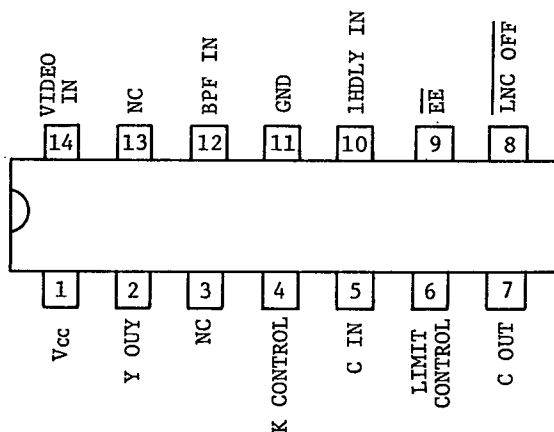 VIDEO
IN
NC
BPF IN
GND
1HDLY IN
EE
LNC OFF
14
13
12
11
10
9
8
1
2
3
4
5
6
7
Vcc
Y OUY
NC
K CONTROL
C IN
LIMIT
CONTROL
C OUT